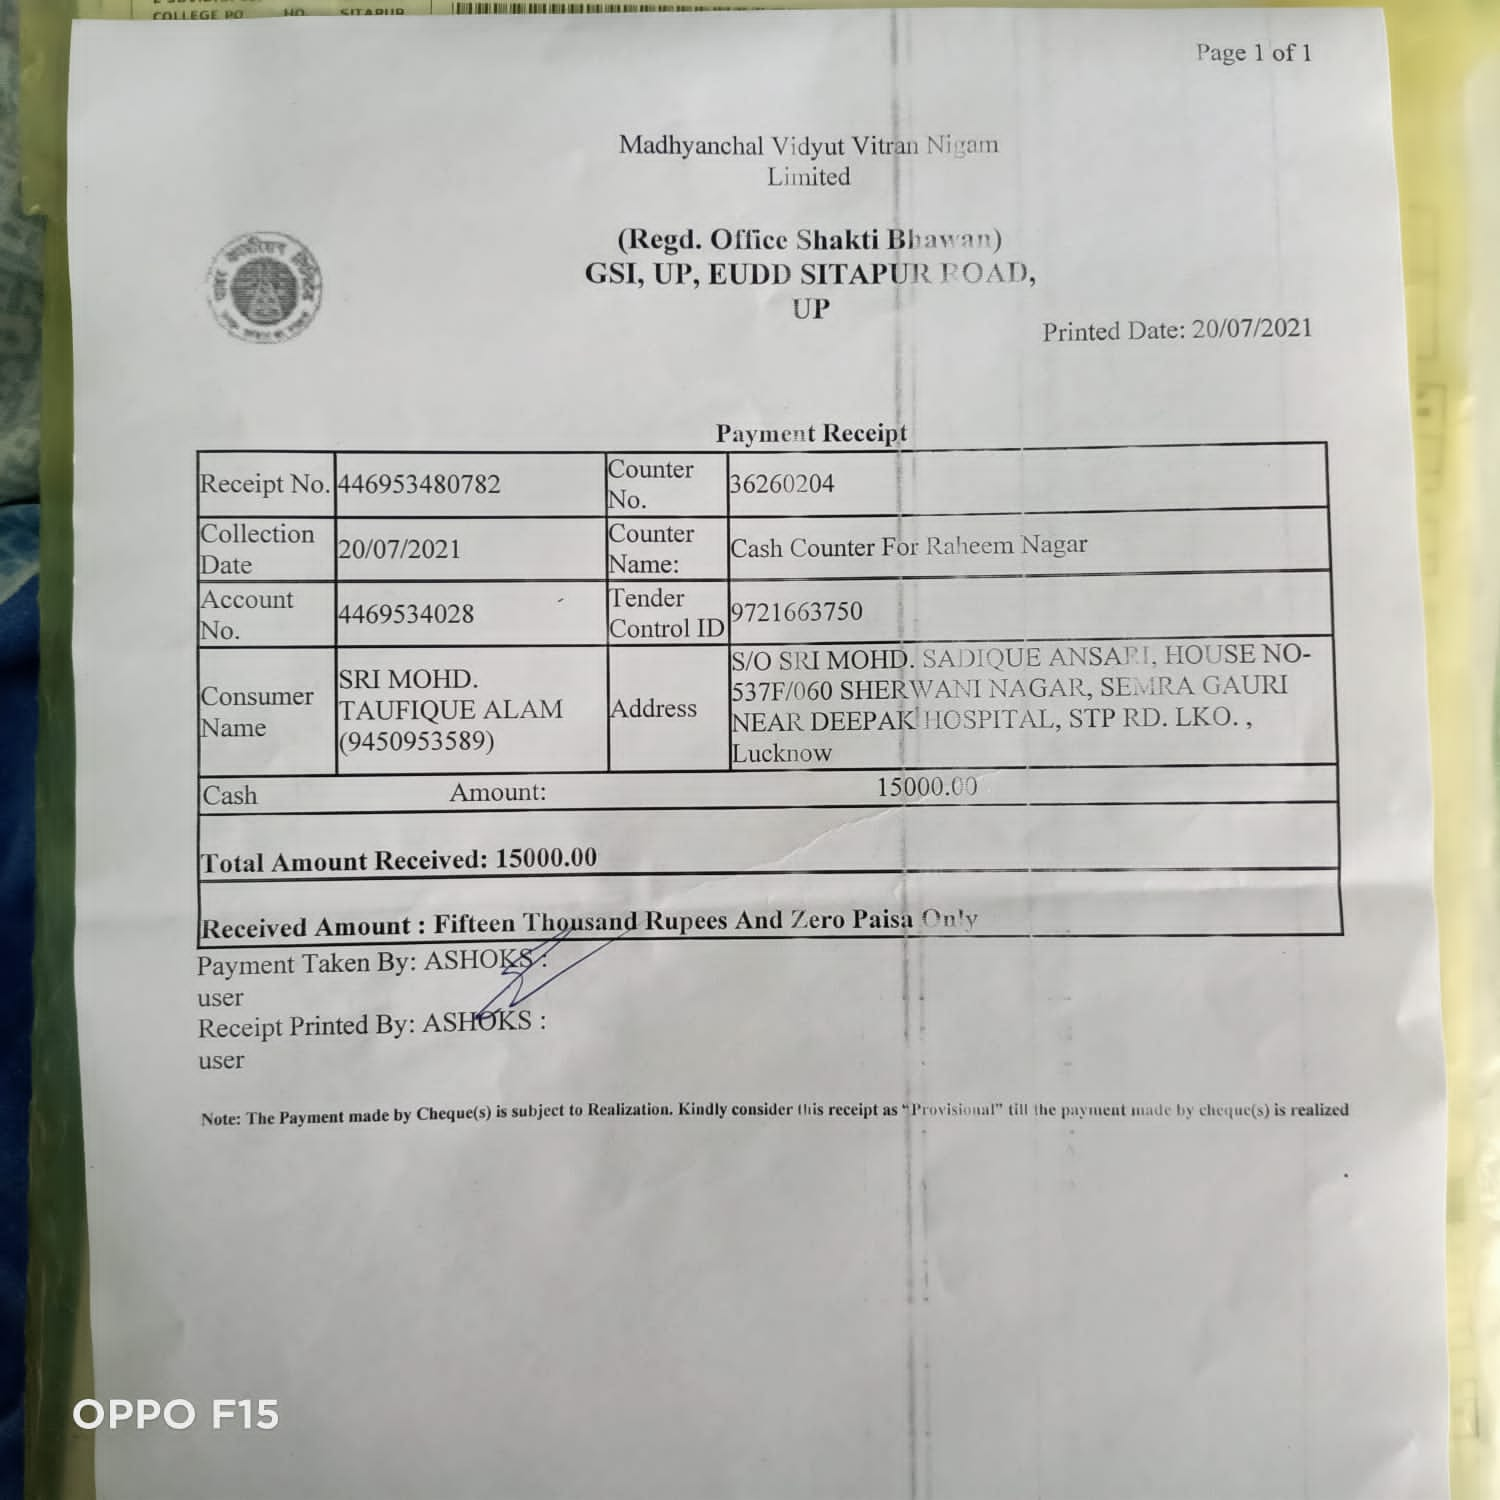 COLLEGE PO HO. SITAPUR
Page 1 of 1
Madhyanchal Vidyut Vitran Nigam
Limited
(Regd. Office Shakti Bhawan)
GSI, UP, EUDD SITAPUR ROAD,
UP
Printed Date: 20/07/2021
Payment Receipt
Receipt No. 446953480782 Counter No. 36260204
Collection Date 20/07/2021 Counter Name: Cash Counter For Raheem Nagar
Account No. 4469534028 Tender Control ID 9721663750
Consumer Name
SRI MOHD.
TAUFIQUE ALAM
(9450953589)
Address
S/O SRI MOHD. SADIQUE ANSARI, HOUSE NO-
537F/060 SHERWANI NAGAR, SEMRA GAURI
NEAR DEEPAK HOSPITAL, STP RD. LKO. ,
Lucknow
Cash Amount: 15000.00
Total Amount Received: 15000.00
Received Amount : Fifteen Thousand Rupees And Zero Paisa Only
Payment Taken By: ASHOKS :
user
Receipt Printed By: ASHOKS :
user
Note: The Payment made by Cheque(s) is subject to Realization. Kindly consider this receipt as “Provisional” till the payment made by cheque(s) is realized
OPPO F15